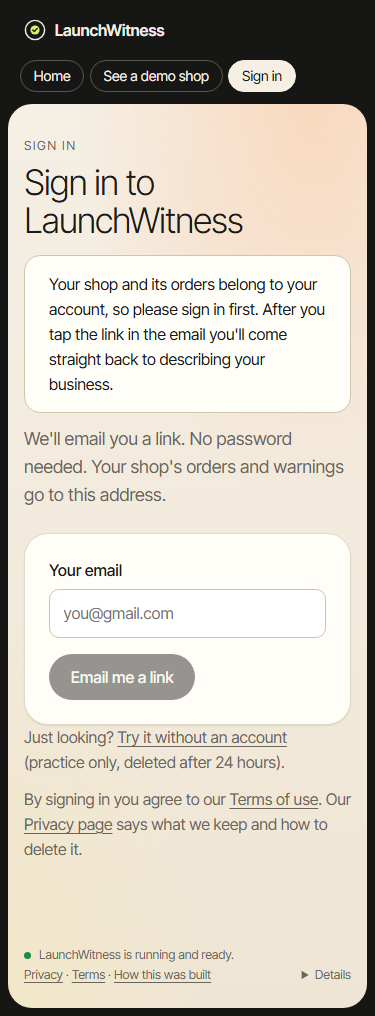 LaunchWitness
Home
See a demo shop
Sign in
SIGN IN
Sign in to
LaunchWitness
Your shop and its orders belong to your
account, so please sign in first. After you
tap the link in the email you'll come
straight back to describing your
business.
We'll email you a link. No password
needed. Your shop's orders and warnings
go to this address.
Your email
you@gmail.com
Email me a link
Just looking? Try it without an account
(practice only, deleted after 24 hours).
By signing in you agree to our Terms of use. Our
Privacy page says what we keep and how to
delete it.
LaunchWitness is running and ready.
Privacy · Terms · How this was built
Details